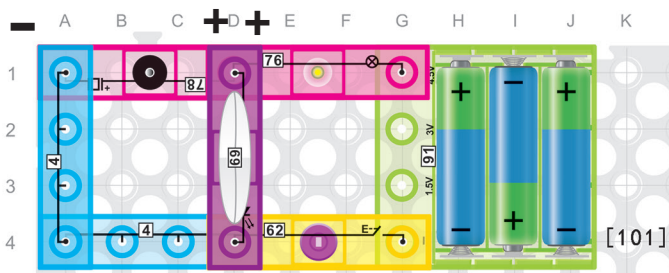 − A B C ++ D E F G H I J K
1 + 78 76 4.5V + − +
2 3V
3 4 69 1.5V 91
4 4 62 E − + − [101]